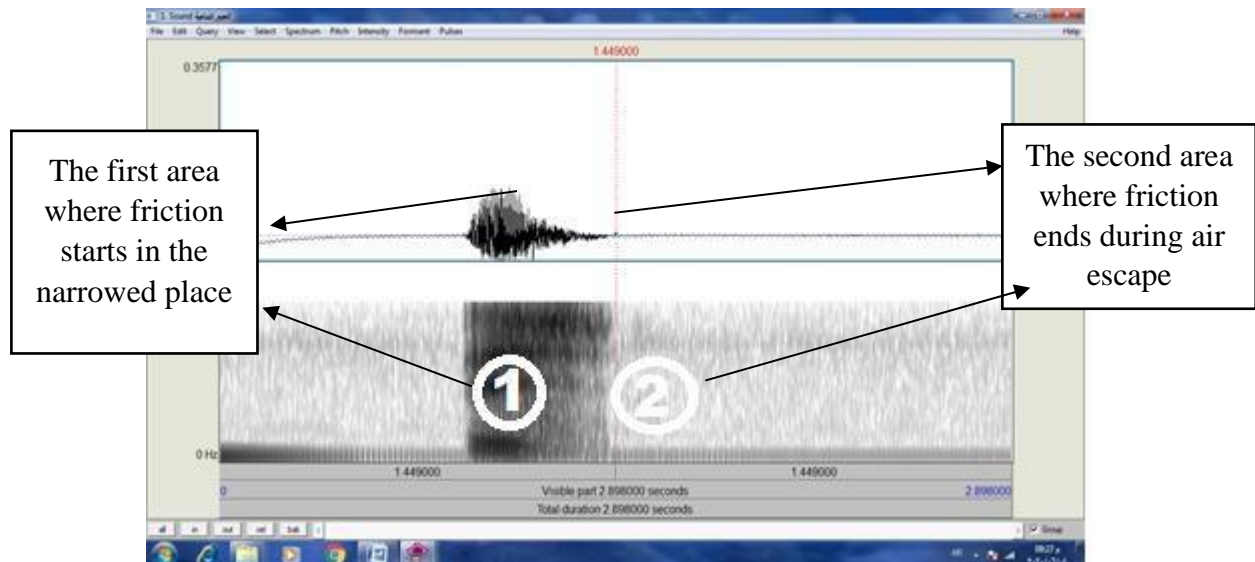 1. Sound
File Edit Query View Select Spectrum Pitch Intensity Formant Pulses Help
1.449000
0.3577
The first area
where friction
starts in the
narrowed place
The second area
where friction
ends during air
escape
1
2
0 Hz
1.449000 1.449000
0 Visible part 2.898000 seconds 2.898000
Total duration 2.898000 seconds
all in out sel bak Group